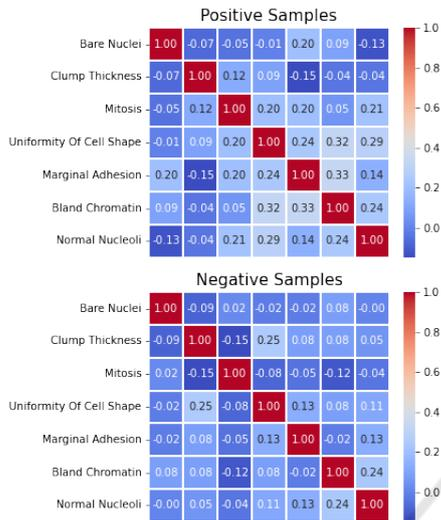 Positive Samples
Bare Nuclei 1.00 -0.07 -0.05 -0.01 0.20 0.09 -0.13
Clump Thickness -0.07 1.00 0.12 0.09 -0.15 -0.04 -0.04
Mitosis -0.05 0.12 1.00 0.20 0.20 0.05 0.21
Uniformity Of Cell Shape -0.01 0.09 0.20 1.00 0.24 0.32 0.29
Marginal Adhesion 0.20 -0.15 0.20 0.24 1.00 0.33 0.14
Bland Chromatin 0.09 -0.04 0.05 0.32 0.33 1.00 0.24
Normal Nucleoli -0.13 -0.04 0.21 0.29 0.14 0.24 1.00
1.0
0.8
0.6
0.4
0.2
0.0
Negative Samples
Bare Nuclei 1.00 -0.09 0.02 -0.02 -0.02 0.08 -0.00
Clump Thickness -0.09 1.00 -0.15 0.25 0.08 0.08 0.05
Mitosis 0.02 -0.15 1.00 -0.08 -0.05 -0.12 -0.04
Uniformity Of Cell Shape -0.02 0.25 -0.08 1.00 0.13 0.08 0.11
Marginal Adhesion -0.02 0.08 -0.05 0.13 1.00 -0.02 0.13
Bland Chromatin 0.08 0.08 -0.12 0.08 -0.02 1.00 0.24
Normal Nucleoli -0.00 0.05 -0.04 0.11 0.13 0.24 1.00
1.0
0.8
0.6
0.4
0.2
0.0